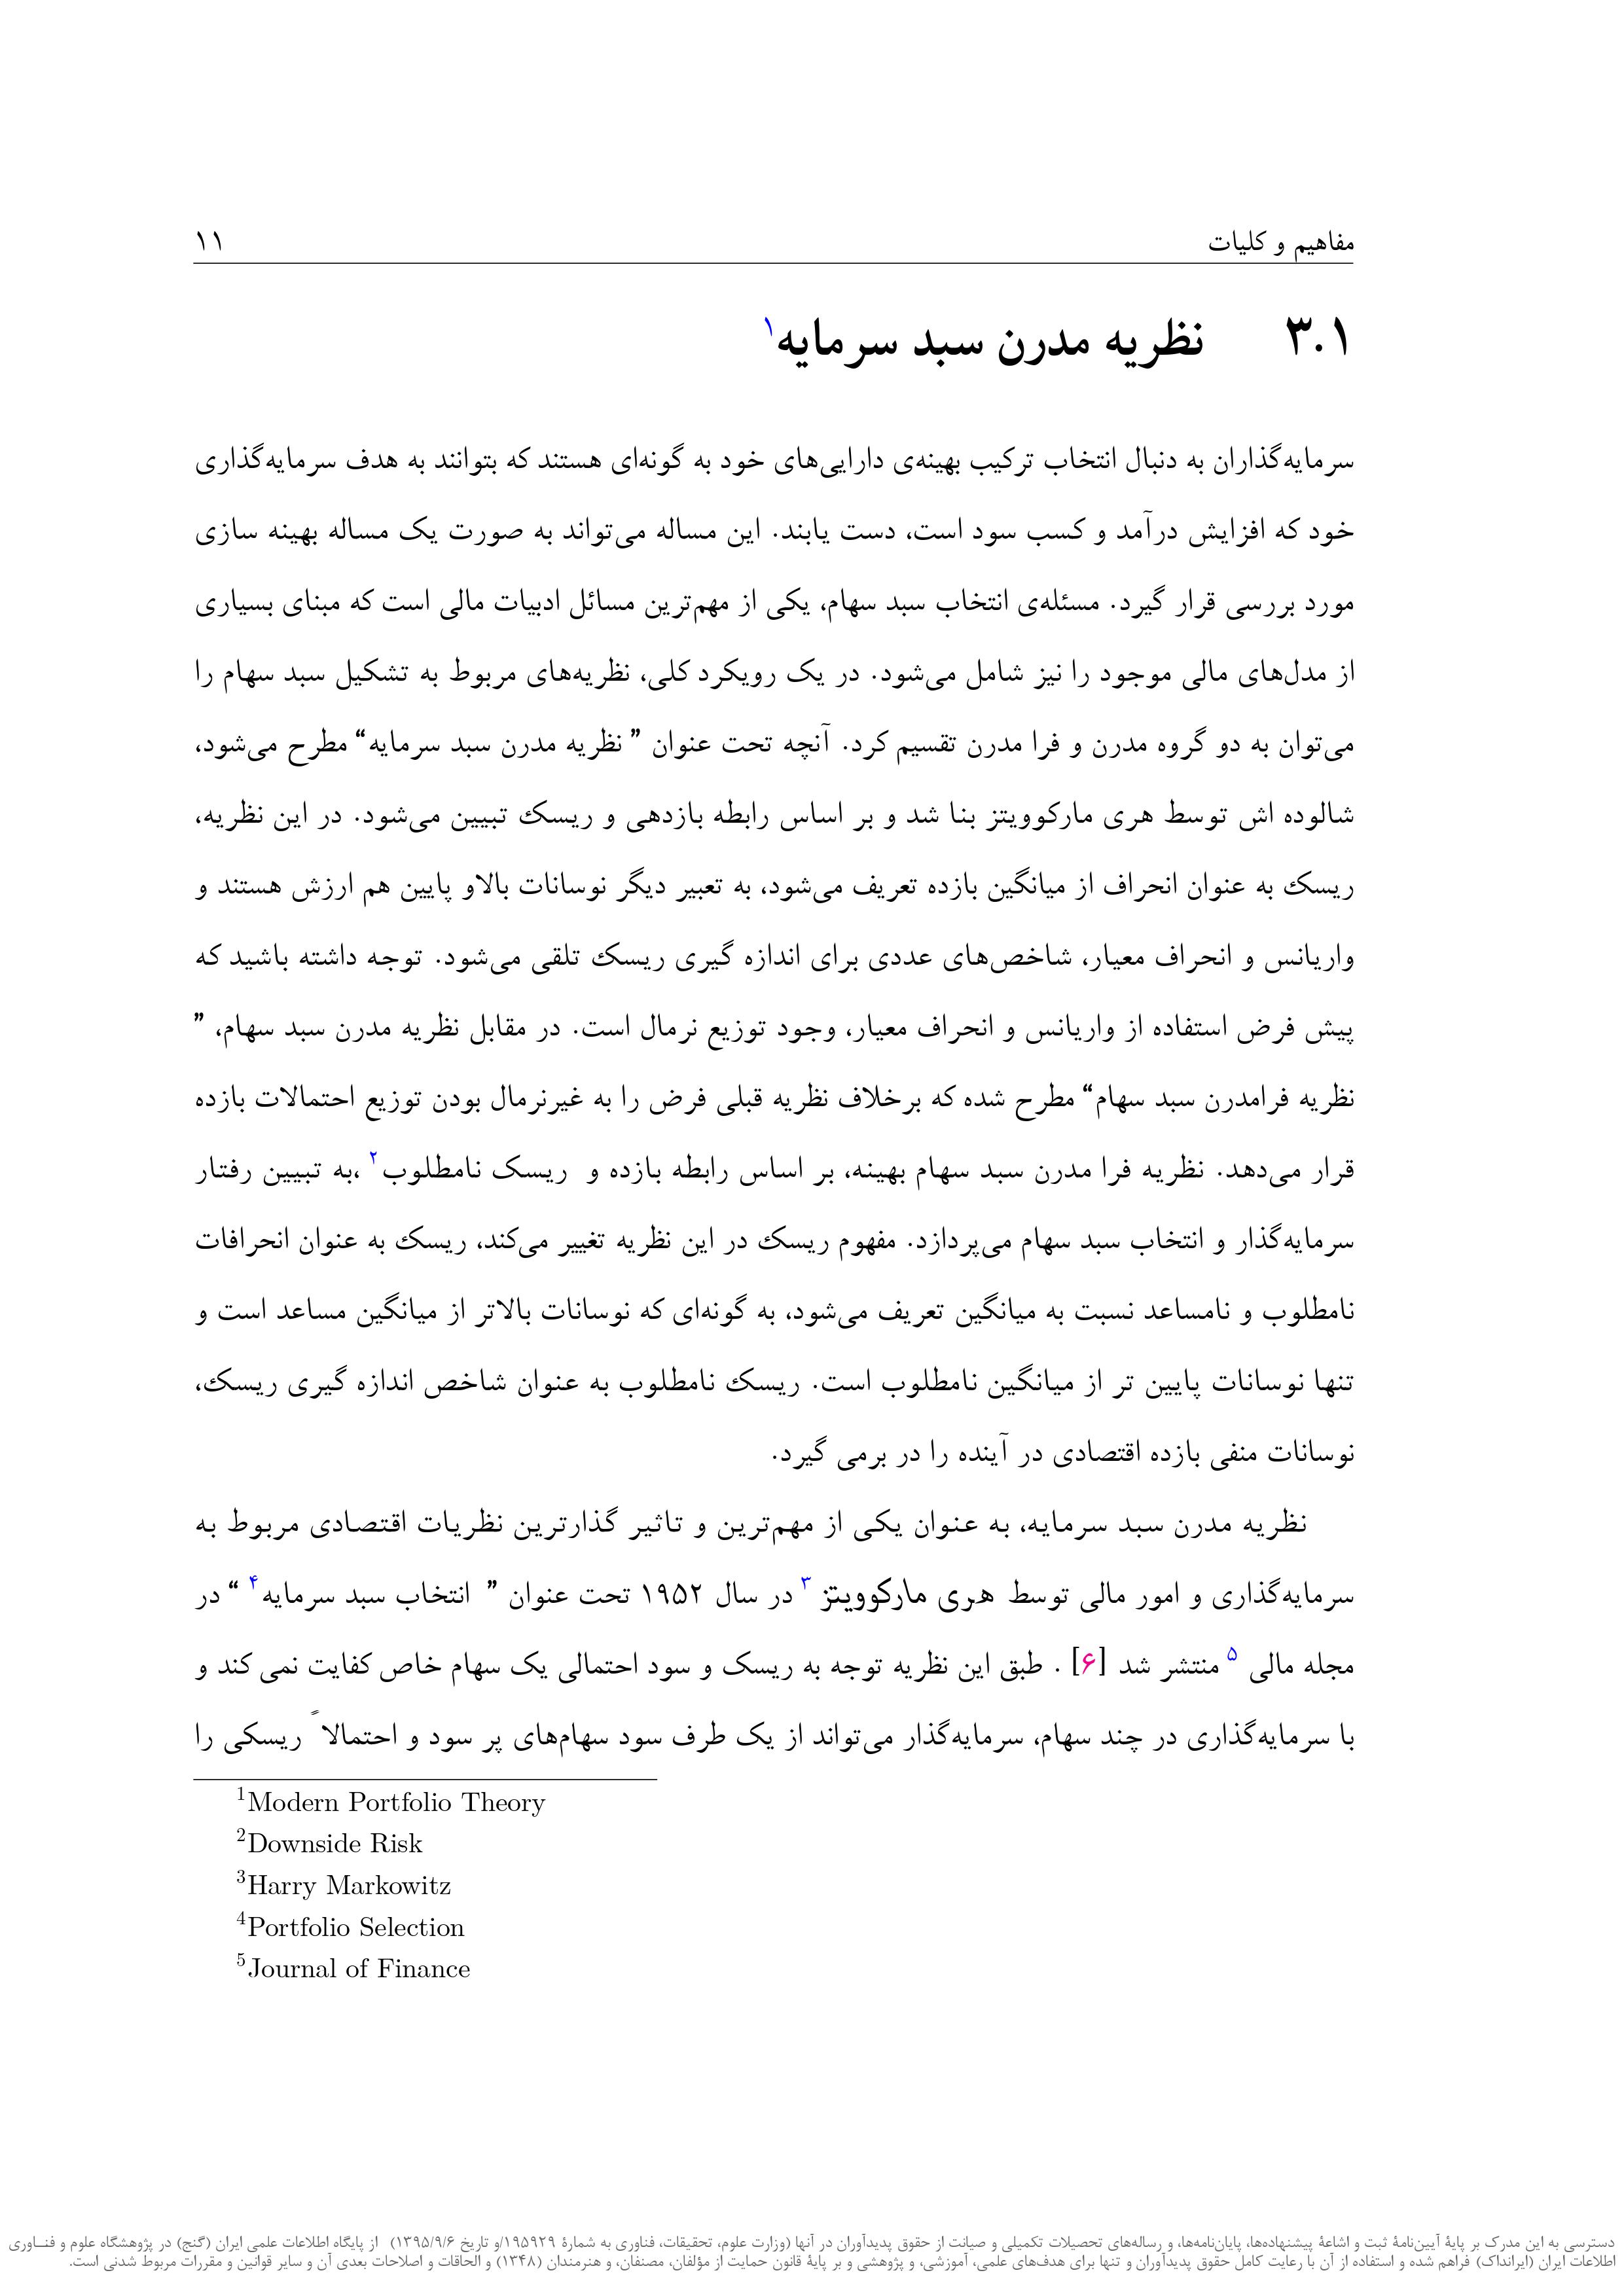 مفاهیم و کلیات ۱۱
۳.۱ نظریه مدرن سبد سرمایه۱
سرمایه‌گذاران به دنبال انتخاب ترکیب بهینه‌ی دارایی‌های خود به گونه‌ای هستند که بتوانند به هدف سرمایه‌گذاری
خود که افزایش درآمد و کسب سود است، دست یابند. این مساله می‌تواند به صورت یک مساله بهینه سازی
مورد بررسی قرار گیرد. مسئله‌ی انتخاب سبد سهام، یکی از مهم‌ترین مسائل ادبیات مالی است که مبنای بسیاری
از مدل‌های مالی موجود را نیز شامل می‌شود. در یک رویکرد کلی، نظریه‌های مربوط به تشکیل سبد سهام را
می‌توان به دو گروه مدرن و فرا مدرن تقسیم کرد. آنچه تحت عنوان ” نظریه مدرن سبد سرمایه“ مطرح می‌شود،
شالوده اش توسط هری مارکوویتز بنا شد و بر اساس رابطه بازدهی و ریسک تبیین می‌شود. در این نظریه،
ریسک به عنوان انحراف از میانگین بازده تعریف می‌شود، به تعبیر دیگر نوسانات بالاو پایین هم ارزش هستند و
واریانس و انحراف معیار، شاخص‌های عددی برای اندازه گیری ریسک تلقی می‌شود. توجه داشته باشید که
پیش فرض استفاده از واریانس و انحراف معیار، وجود توزیع نرمال است. در مقابل نظریه مدرن سبد سهام، ”
نظریه فرامدرن سبد سهام“ مطرح شده که برخلاف نظریه قبلی فرض را به غیرنرمال بودن توزیع احتمالات بازده
قرار می‌دهد. نظریه فرا مدرن سبد سهام بهینه، بر اساس رابطه بازده و ریسک نامطلوب ۲ ،به تبیین رفتار
سرمایه‌گذار و انتخاب سبد سهام می‌پردازد. مفهوم ریسک در این نظریه تغییر می‌کند، ریسک به عنوان انحرافات
نامطلوب و نامساعد نسبت به میانگین تعریف می‌شود، به گونه‌ای که نوسانات بالاتر از میانگین مساعد است و
تنها نوسانات پایین تر از میانگین نامطلوب است. ریسک نامطلوب به عنوان شاخص اندازه گیری ریسک،
نوسانات منفی بازده اقتصادی در آینده را در برمی گیرد.
نظریه مدرن سبد سرمایه، به عنوان یکی از مهم‌ترین و تاثیر گذارترین نظریات اقتصادی مربوط به
سرمایه‌گذاری و امور مالی توسط هری مارکوویتز ۳ در سال ۱۹۵۲ تحت عنوان ” انتخاب سبد سرمایه۴ “ در
مجله مالی ۵ منتشر شد [۶] . طبق این نظریه توجه به ریسک و سود احتمالی یک سهام خاص کفایت نمی کند و
با سرمایه‌گذاری در چند سهام، سرمایه‌گذار می‌تواند از یک طرف سود سهام‌های پر سود و احتمالا ً ریسکی را
1Modern Portfolio Theory
2Downside Risk
3Harry Markowitz
4Portfolio Selection
5Journal of Finance
دسترسی به این مدرک بر پایهٔ آیین‌نامهٔ ثبت و اشاعهٔ پیشنهاده‌ها، پایان‌نامه‌ها، و رساله‌های تحصیلات تکمیلی و صیانت از حقوق پدیدآوران در آنها (وزارت علوم، تحقیقات، فناوری به شمارهٔ ۱۹۵۹۲۹/و تاریخ ۱۳۹۵/۹/۶) از پایگاه اطلاعات علمی ایران (گنج) در پژوهشگاه علوم و فنـــاوری
اطلاعات ایران (ایرانداک) فراهم شده و استفاده از آن با رعایت کامل حقوق پدیدآوران و تنها برای هدف‌های علمی، آموزشی، و پژوهشی و بر پایهٔ قانون حمایت از مؤلفان، مصنفان، و هنرمندان (۱۳۴۸) و الحاقات و اصلاحات بعدی آن و سایر قوانین و مقررات مربوط شدنی است.